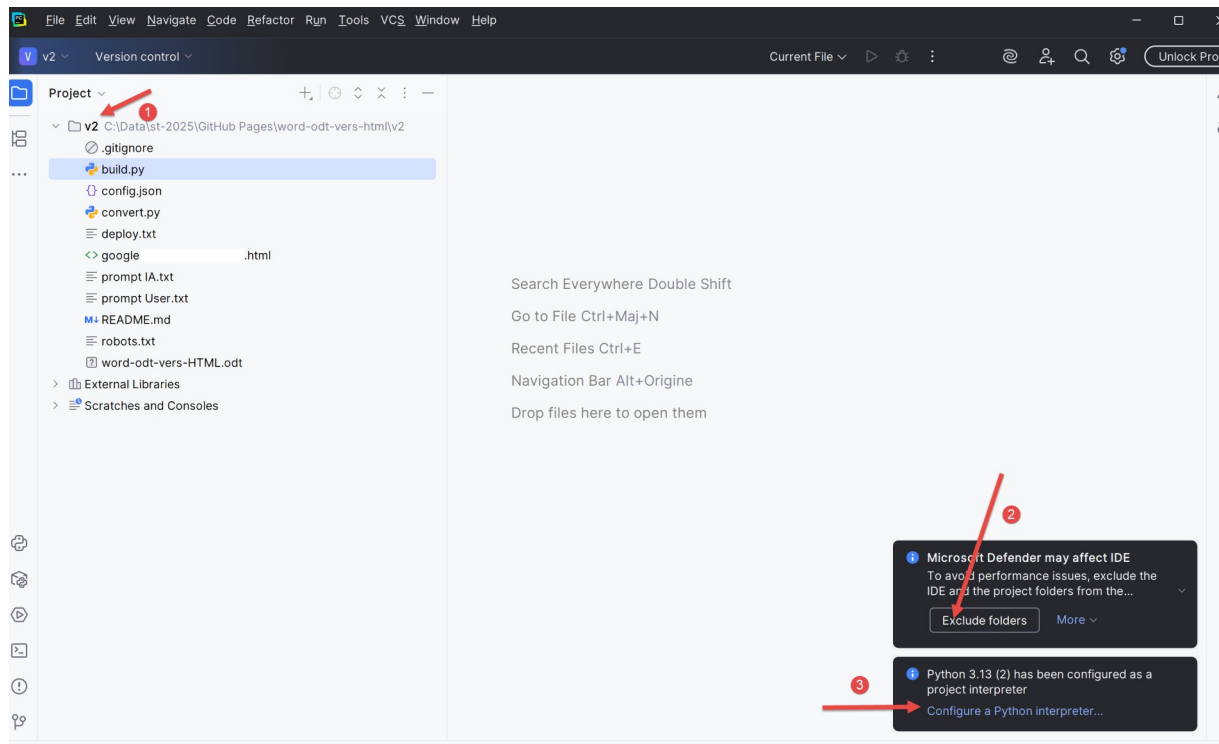 PC File Edit View Navigate Code Refactor Run Tools VCS Window Help
V v2 Version control Current File Unlock Pro
Project
1
v2 C:\Data\st-2025\GitHub Pages\word-odt-vers-html\v2
.gitignore
build.py
{} config.json
convert.py
deploy.txt
<> google .html
prompt IA.txt
prompt User.txt
M↓ README.md
robots.txt
? word-odt-vers-HTML.odt
External Libraries
Scratches and Consoles
Search Everywhere Double Shift
Go to File Ctrl+Maj+N
Recent Files Ctrl+E
Navigation Bar Alt+Origine
Drop files here to open them
2
Microsoft Defender may affect IDE
To avoid performance issues, exclude the
IDE and the project folders from the...
Exclude folders More
3
Python 3.13 (2) has been configured as a
project interpreter
Configure a Python interpreter...